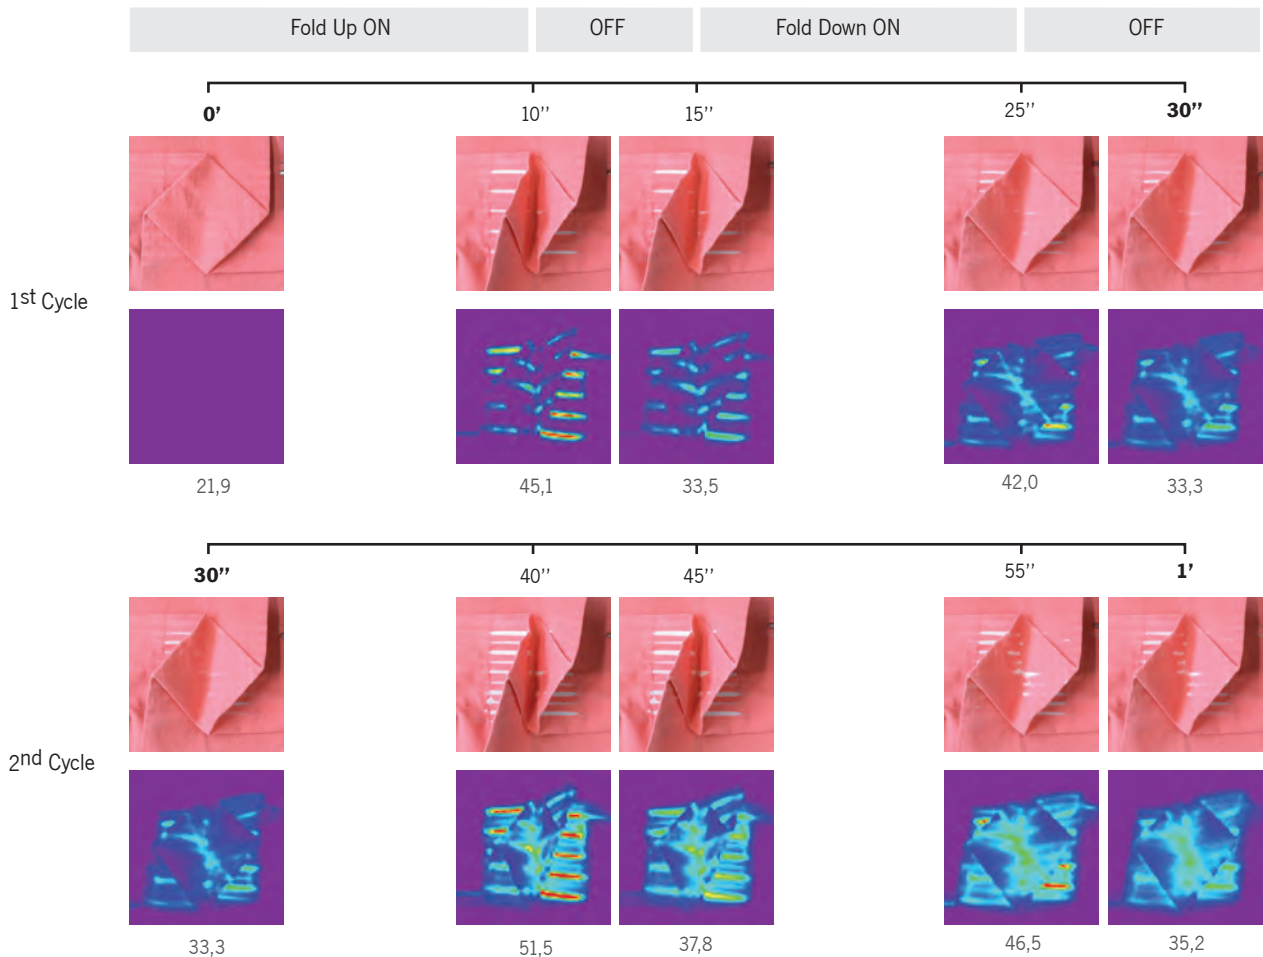 Fold Up ON OFF Fold Down ON OFF
0' 10'' 15'' 25'' 30''
1st Cycle
21,9 45,1 33,5 42,0 33,3
30'' 40'' 45'' 55'' 1'
2nd Cycle
33,3 51,5 37,8 46,5 35,2